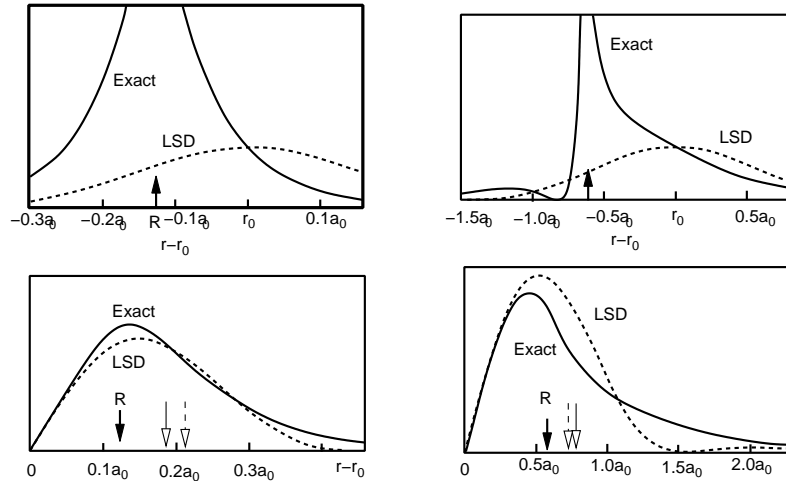 Exact
LSD
−0.3a₀ −0.2a₀ R −0.1a₀ r₀ 0.1a₀
r−r₀
Exact
LSD
−1.5a₀ −1.0a₀ −0.5a₀ r₀ 0.5a₀
r−r₀
Exact
LSD
R
0 0.1a₀ 0.2a₀ 0.3a₀ r−r₀
LSD
Exact
R
0 0.5a₀ 1.0a₀ 1.5a₀ 2.0a₀